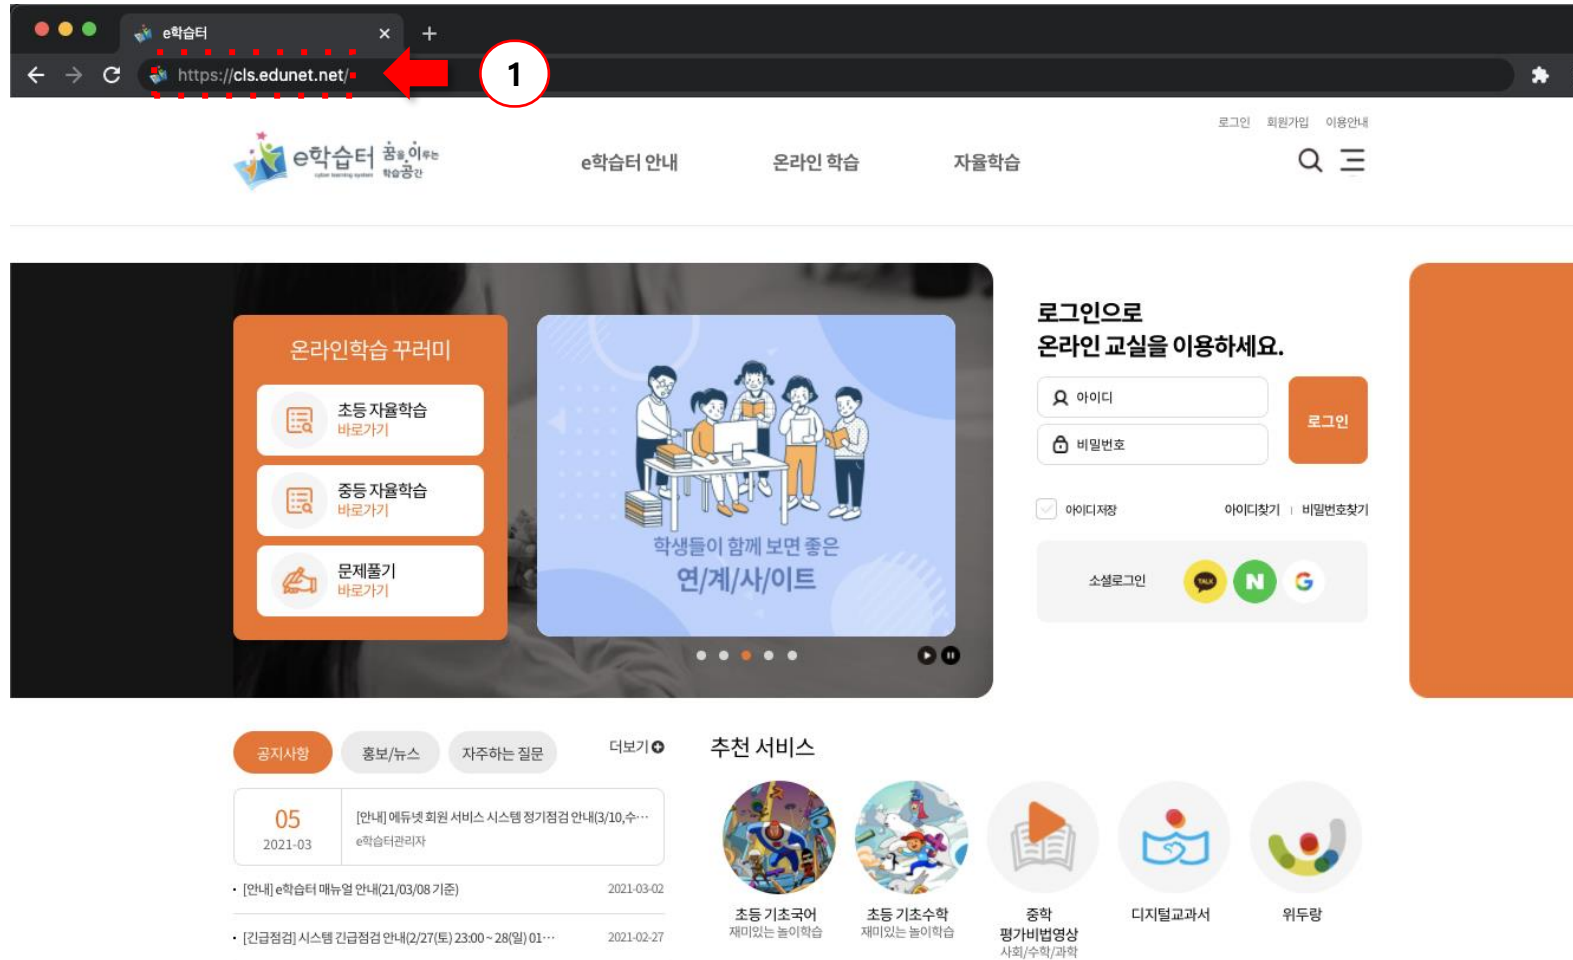 e학습터
https://cls.edunet.net/
1
로그인 회원가입 이용안내
e학습터 꿈을 이루는
cyber learning system 학습공간
e학습터 안내 온라인 학습 자율학습
온라인학습 꾸러미
초등 자율학습
바로가기
중등 자율학습
바로가기
문제풀기
바로가기
학생들이 함께 보면 좋은
연/계/사/이트
로그인으로
온라인 교실을 이용하세요.
아이디
비밀번호
로그인
아이디저장 아이디찾기 비밀번호찾기
소셜로그인 TALK N G
공지사항 홍보/뉴스 자주하는 질문 더보기
05
2021-03
[안내] 에듀넷 회원 서비스 시스템 정기점검 안내(3/10,수…
e학습터관리자
• [안내] e학습터 매뉴얼 안내(21/03/08 기준) 2021-03-02
• [긴급점검] 시스템 긴급점검 안내(2/27(토) 23:00 ~ 28(일) 01… 2021-02-27
추천 서비스
초등 기초국어
재미있는 놀이학습
초등 기초수학
재미있는 놀이학습
중학
평가비법영상
사회/수학/과학
디지털교과서
위두랑